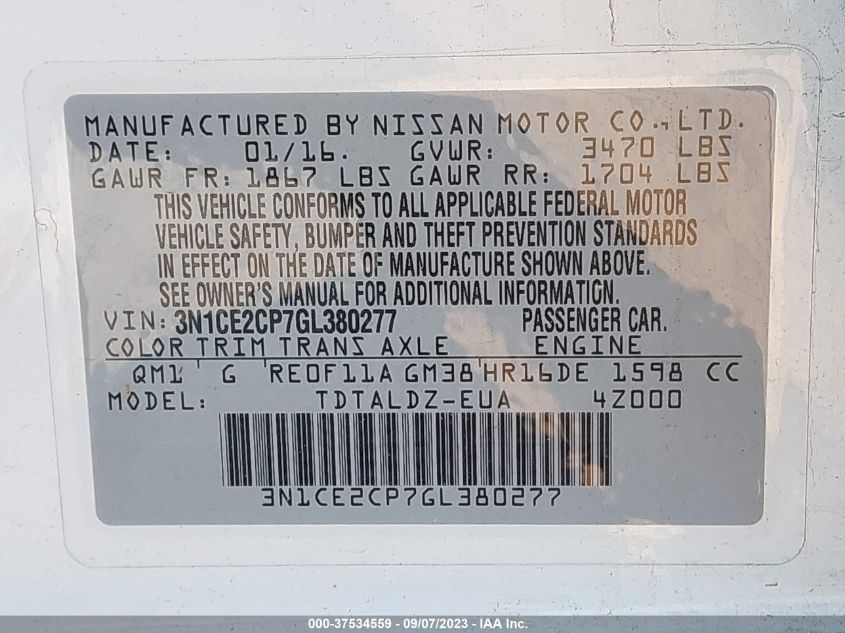 MANUFACTURED BY NISSAN MOTOR CO., LTD.
DATE: 01/16. GVWR: 3470 LBS
GAWR FR: 1867 LBS GAWR RR: 1704 LBS
THIS VEHICLE CONFORMS TO ALL APPLICABLE FEDERAL MOTOR
VEHICLE SAFETY, BUMPER AND THEFT PREVENTION STANDARDS
IN EFFECT ON THE DATE OF MANUFACTURE SHOWN ABOVE.
SEE OWNER'S MANUAL FOR ADDITIONAL INFORMATION.
VIN: 3N1CE2CP7GL380277 PASSENGER CAR.
COLOR TRIM TRANS AXLE ENGINE
QM1 ' G ' RE0F11A GM38 ' HR16DE 1598 CC
MODEL: TDTALDZ-EUA 4Z000
3N1CE2CP7GL380277
000-37534559 - 09/07/2023 - IAA Inc.